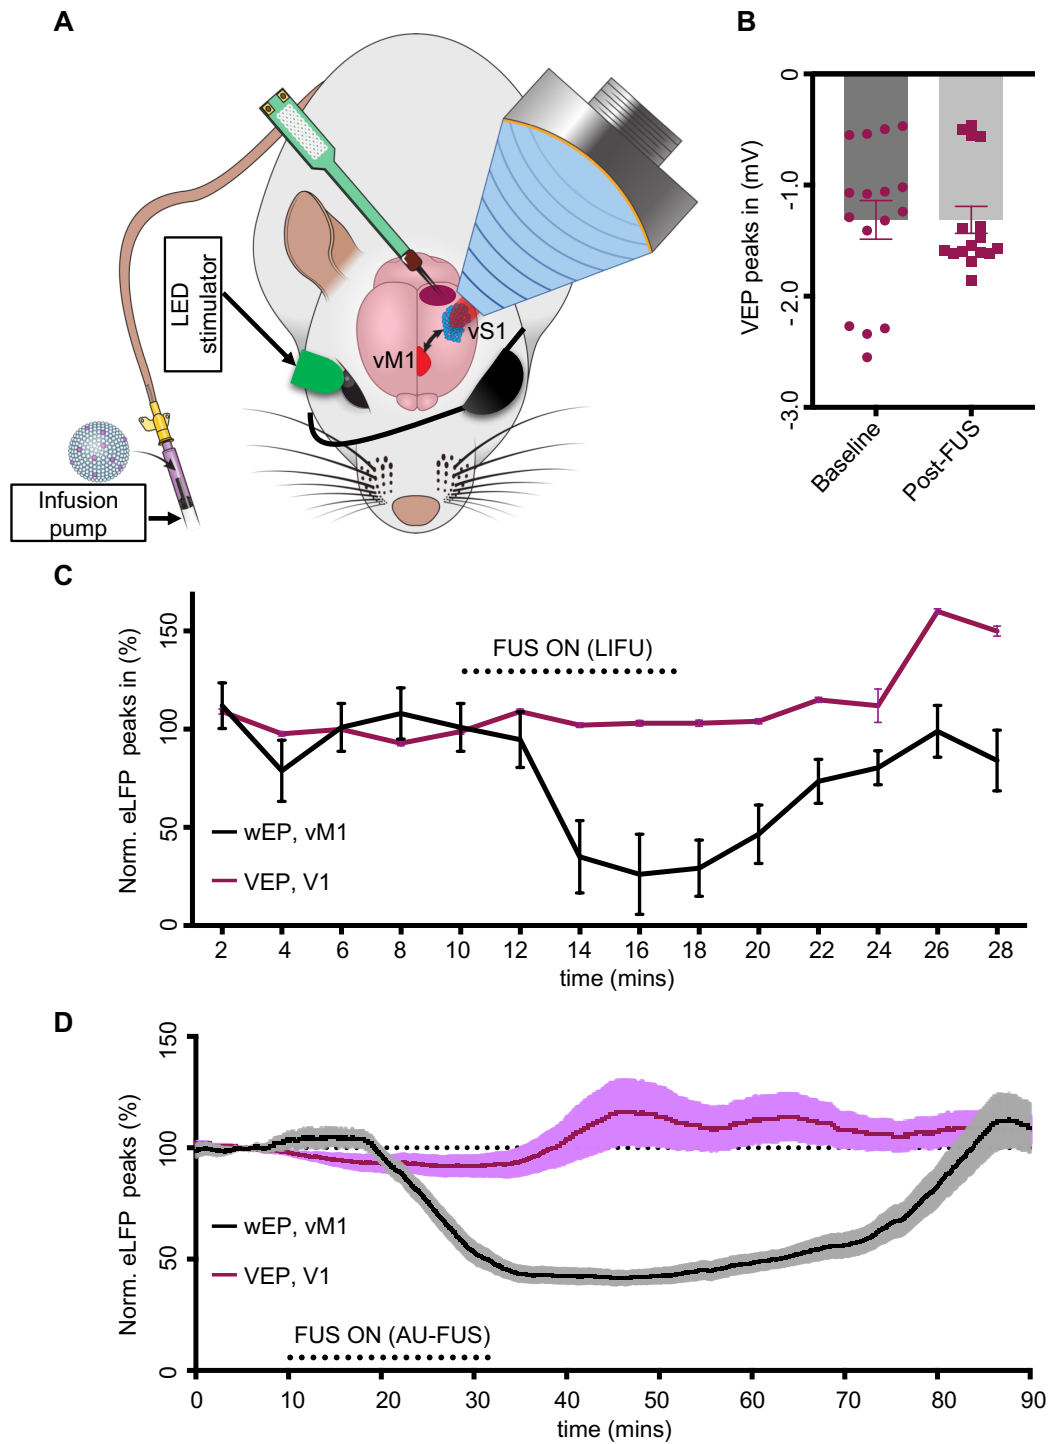 A
LED
stimulator
vM1
vS1
Infusion
pump
B
VEP peaks in (mV)
0
-1.0
-2.0
-3.0
Baseline
Post-FUS
C
Norm. eLFP peaks in (%)
150
100
50
0
FUS ON (LIFU)
wEP, vM1
VEP, V1
2 4 6 8 10 12 14 16 18 20 22 24 26 28
time (mins)
D
Norm. eLFP peaks (%)
150
100
50
0
wEP, vM1
VEP, V1
FUS ON (AU-FUS)
0 10 20 30 40 50 60 70 80 90
time (mins)